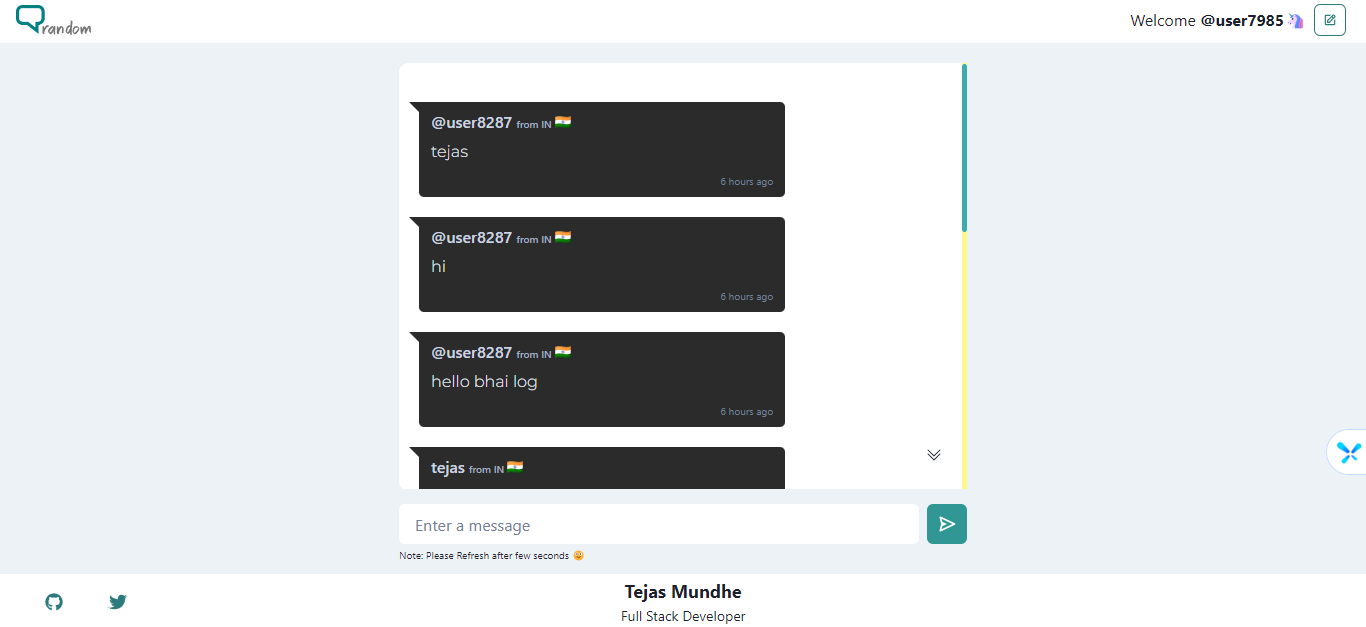 random
Welcome @user7985 🦄
@user8287 from IN 🇮🇳
tejas
6 hours ago
@user8287 from IN 🇮🇳
hi
6 hours ago
@user8287 from IN 🇮🇳
hello bhai log
6 hours ago
tejas from IN 🇮🇳
Enter a message
Note: Please Refresh after few seconds 😀
Tejas Mundhe
Full Stack Developer